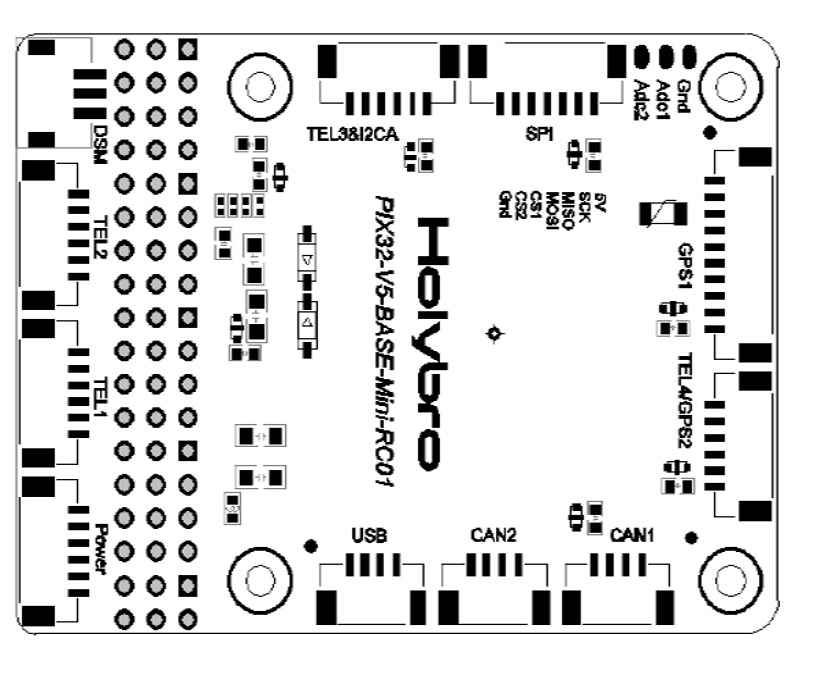 TEL3&I2CA
SPI
Adc2
Adc1
Gnd
DSM
TEL2
TEL1
Power
Gnd
CS2
CS1
MOSI
MISO
SCK
5V
PIX32-V5-BASE-Mini-RC01
Holybro
GPS1
TEL4/GPS2
USB
CAN2
CAN1